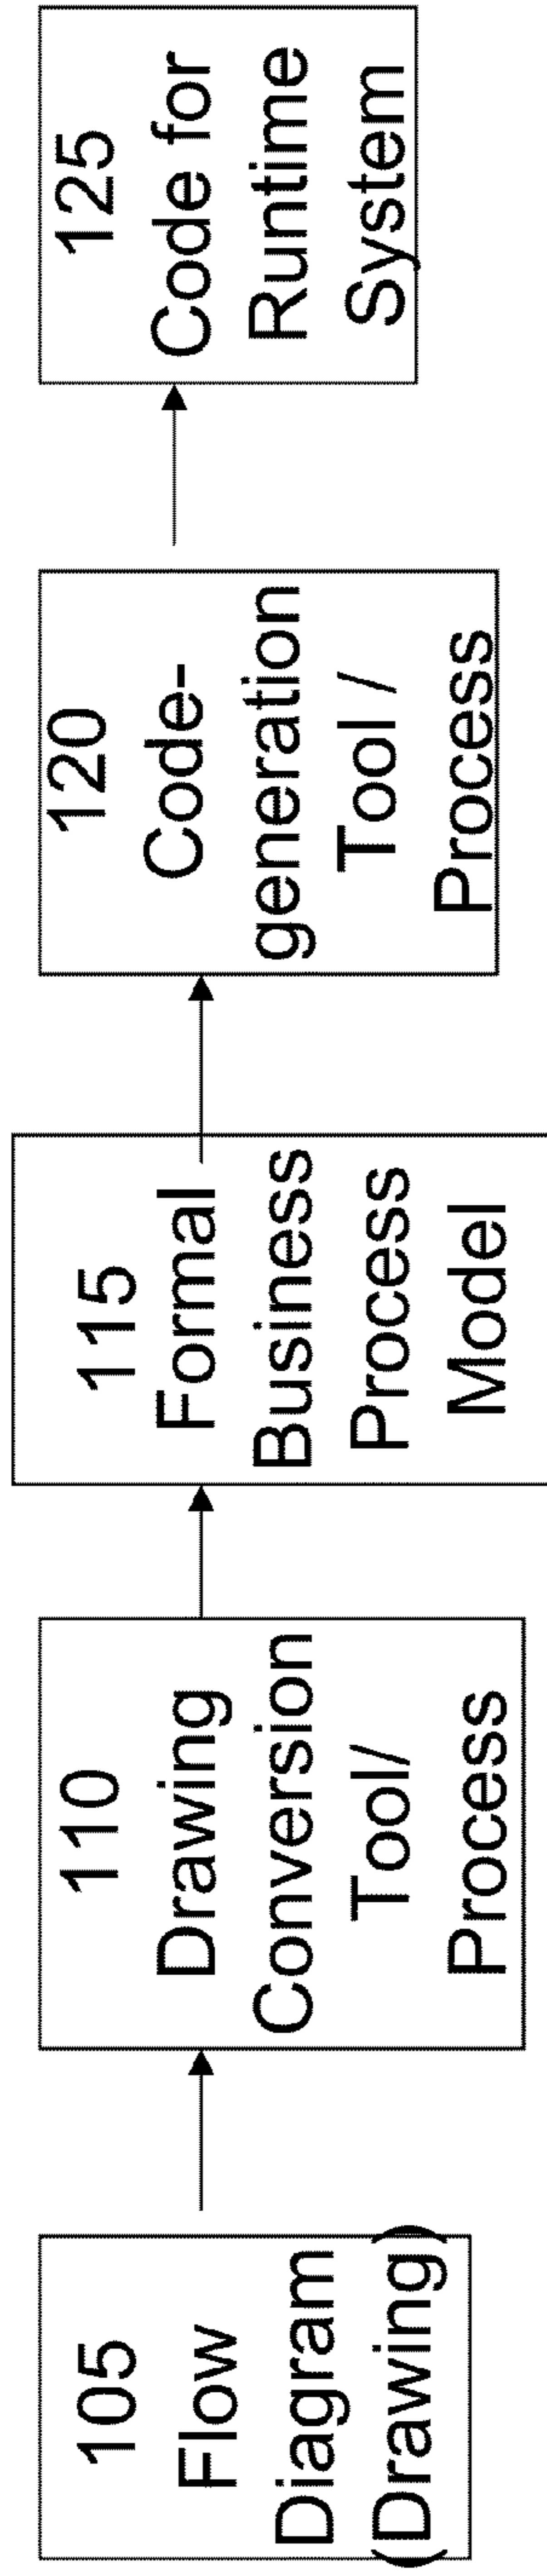 105
Flow
Diagram
(Drawing)
110
Drawing
Conversion
Tool/
Process
115
Formal
Business
Process
Model
120
Code-
generation
Tool /
Process
125
Code for
Runtime
System